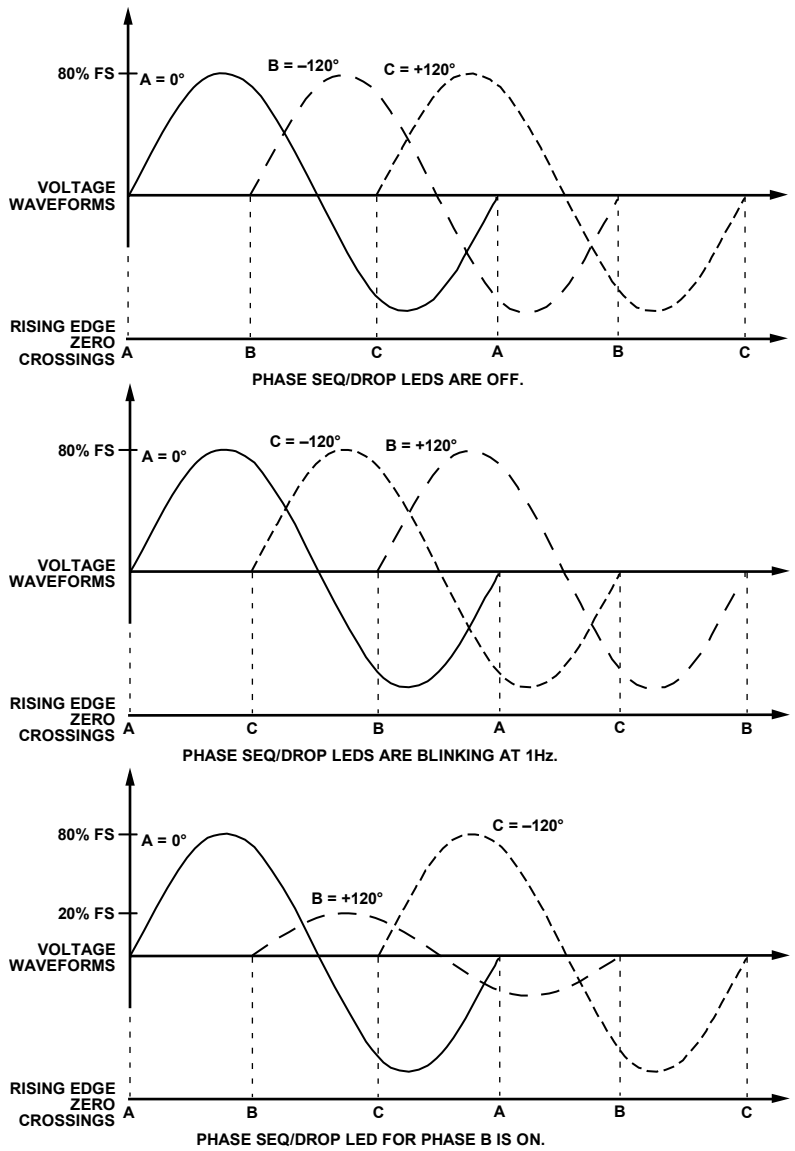 80% FS
A = 0°
B = –120°
C = +120°
VOLTAGE
WAVEFORMS
RISING EDGE
ZERO
CROSSINGS
A B C A B C
PHASE SEQ/DROP LEDS ARE OFF.
80% FS
A = 0°
C = –120°
B = +120°
VOLTAGE
WAVEFORMS
RISING EDGE
ZERO
CROSSINGS
A C B A C B
PHASE SEQ/DROP LEDS ARE BLINKING AT 1Hz.
80% FS
A = 0°
C = –120°
20% FS
B = +120°
VOLTAGE
WAVEFORMS
RISING EDGE
ZERO
CROSSINGS
A B C A B C
PHASE SEQ/DROP LED FOR PHASE B IS ON.